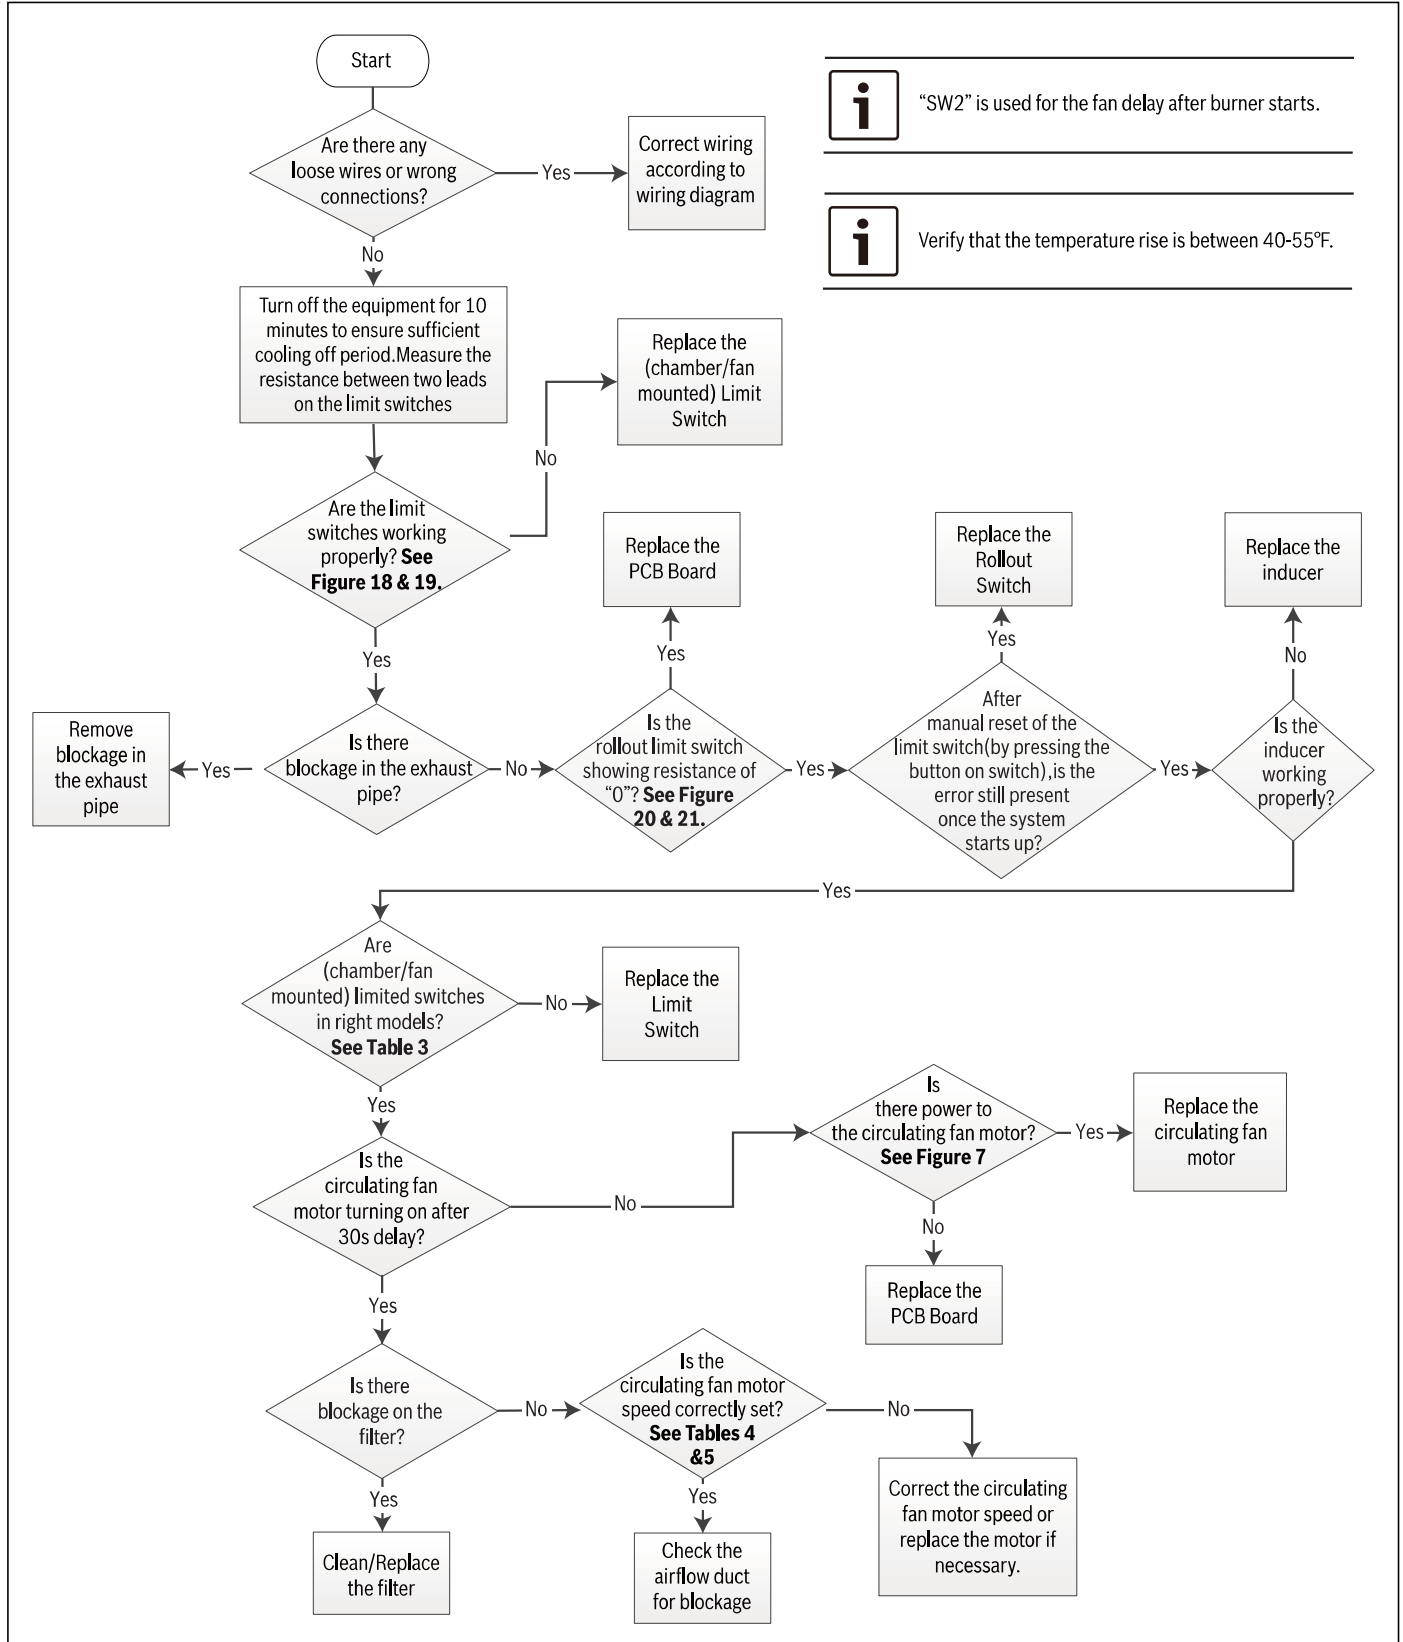 Start
"SW2" is used for the fan delay after burner starts.
Are there any
loose wires or wrong
connections?
Yes
Correct wiring
according to
wiring diagram
Verify that the temperature rise is between 40-55°F.
No
Turn off the equipment for 10
minutes to ensure sufficient
cooling off period.Measure the
resistance between two leads
on the limit switches
Replace the
(chamber/fan
mounted) Limit
Switch
No
Are the limit
switches working
properly? See
Figure 18 & 19.
Yes
Replace the
PCB Board
Yes
Replace the
Rollout
Switch
Yes
Replace the
inducer
No
Remove
blockage in
the exhaust
pipe
Yes
Is there
blockage in the exhaust
pipe?
No
Is the
rollout limit switch
showing resistance of
"0"? See Figure
20 & 21.
Yes
After
manual reset of the
limit switch(by pressing the
button on switch),is the
error still present
once the system
starts up?
Yes
Is the
inducer
working
properly?
Yes
Are
(chamber/fan
mounted) limited switches
in right models?
See Table 3
No
Replace the
Limit
Switch
Yes
Is the
circulating fan
motor turning on after
30s delay?
No
Is
there power to
the circulating fan motor?
See Figure 7
Yes
Replace the
circulating fan
motor
No
Replace the
PCB Board
Yes
Is there
blockage on the
filter?
No
Is the
circulating fan motor
speed correctly set?
See Tables 4
&5
No
Correct the circulating
fan motor speed or
replace the motor if
necessary.
Yes
Clean/Replace
the filter
Yes
Check the
airflow duct
for blockage